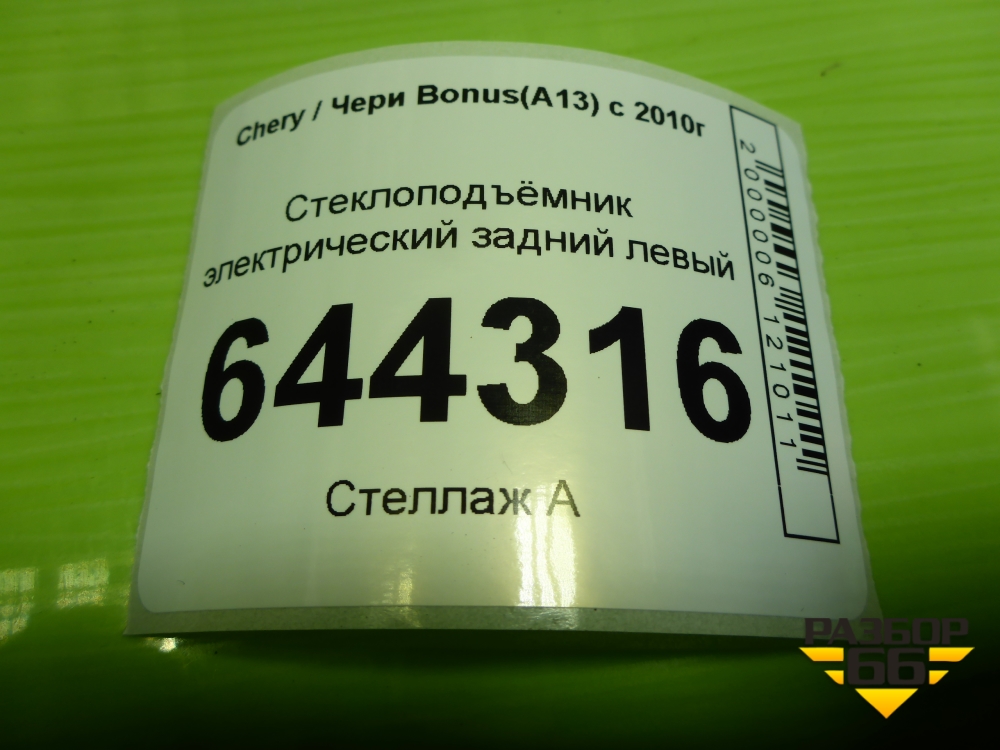 Chery / Чери Bonus(A13) с 2010г
Стеклоподъёмник
электрический задний левый
644316
Стеллаж А
2000006121011
РАЗБОР
66